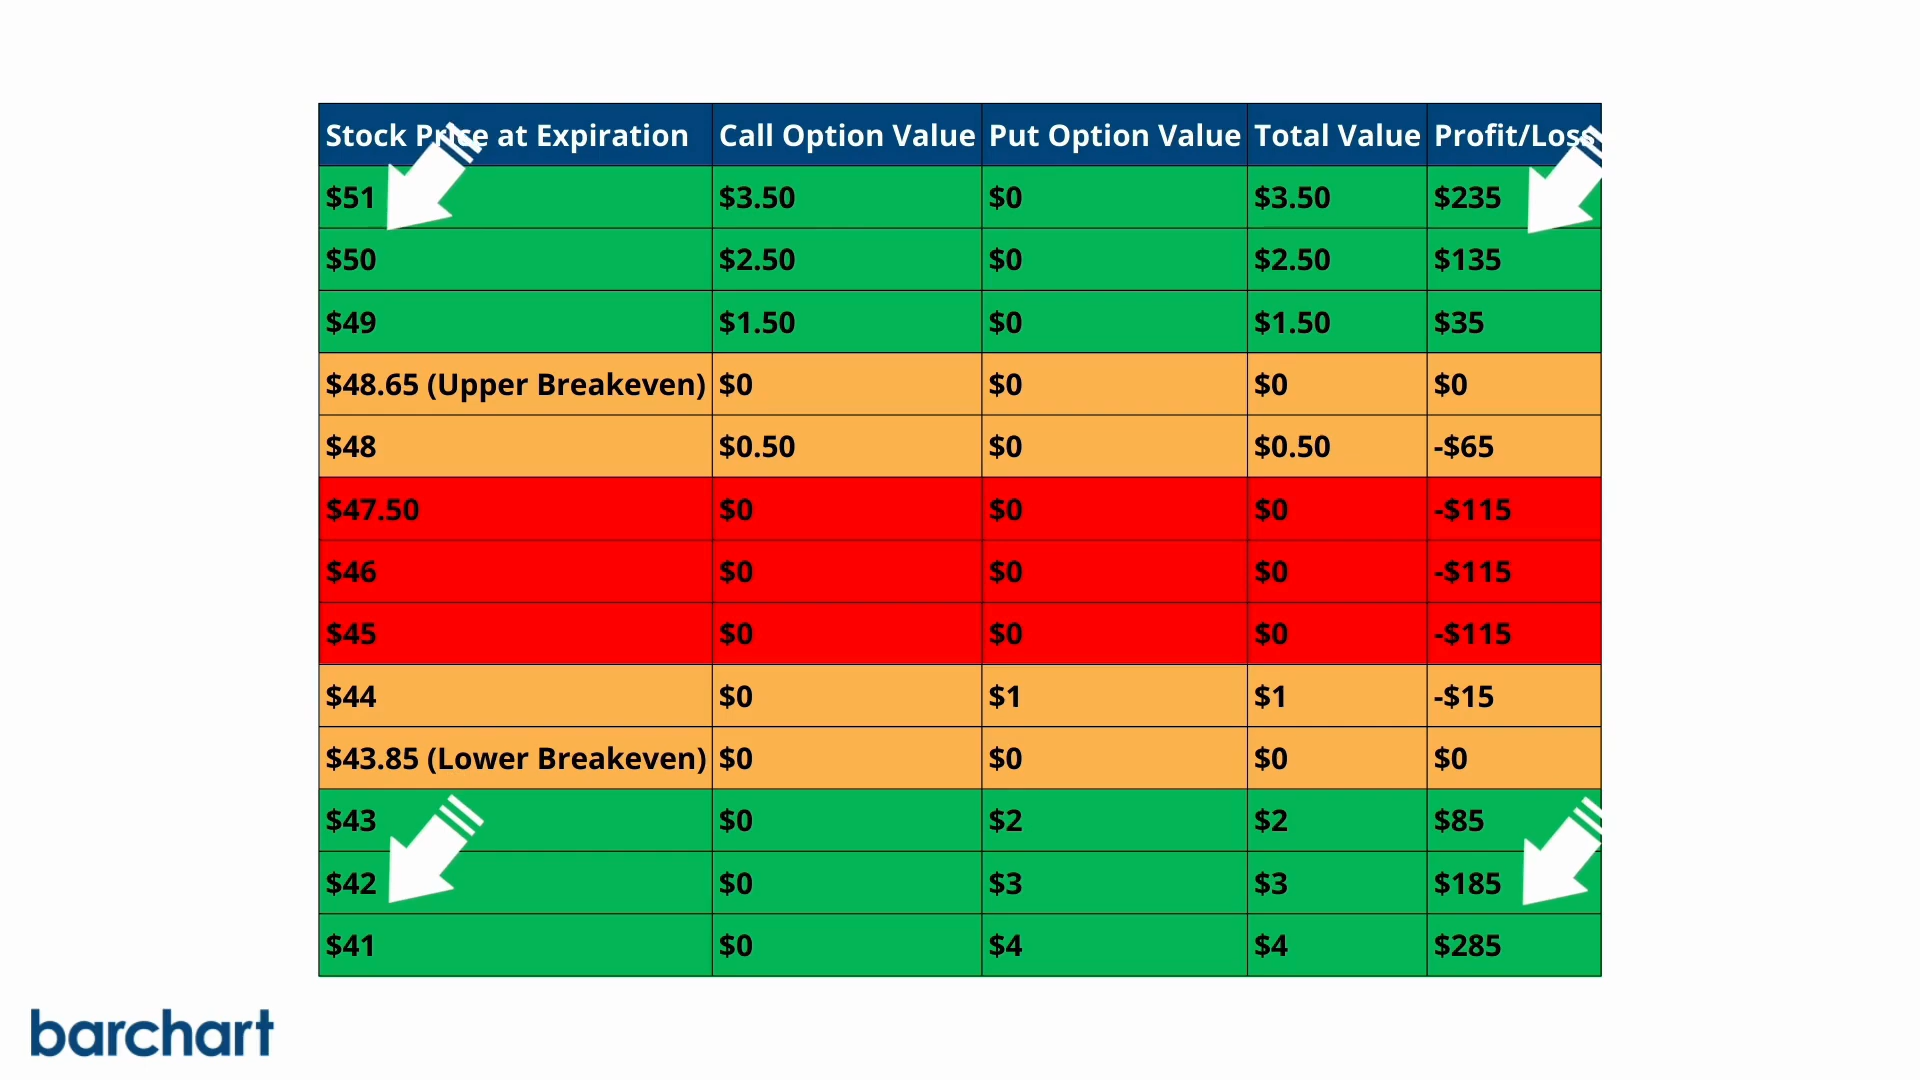 Stock Price at Expiration Call Option Value Put Option Value Total Value Profit/Loss
$51 $3.50 $0 $3.50 $235
$50 $2.50 $0 $2.50 $135
$49 $1.50 $0 $1.50 $35
$48.65 (Upper Breakeven) $0 $0 $0 $0
$48 $0.50 $0 $0.50 -$65
$47.50 $0 $0 $0 -$115
$46 $0 $0 $0 -$115
$45 $0 $0 $0 -$115
$44 $0 $1 $1 -$15
$43.85 (Lower Breakeven) $0 $0 $0 $0
$43 $0 $2 $2 $85
$42 $0 $3 $3 $185
$41 $0 $4 $4 $285
barchart